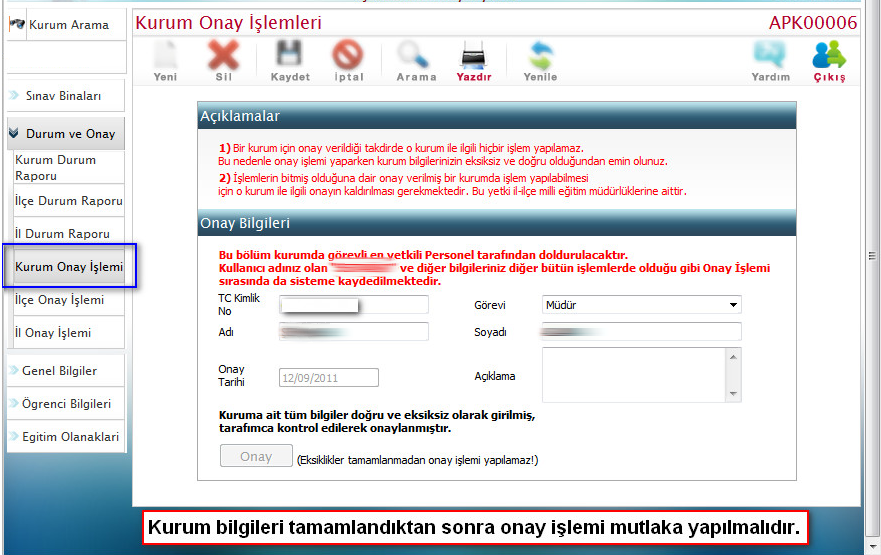 Kurum Arama
Sınav Binaları
Durum ve Onay
Kurum Durum
Raporu
İlçe Durum Raporu
İl Durum Raporu
Kurum Onay İşlemi
İlçe Onay İşlemi
İl Onay İşlemi
Genel Bilgiler
Ögrenci Bilgileri
Egitim Olanaklari
Kurum Onay İşlemleri
APK00006
Yeni
Sil
Kaydet
İptal
Arama
Yazdır
Yenile
Yardım
Çıkış
Açıklamalar
1) Bir kurum için onay verildiği takdirde o kurum ile ilgili hiçbir işlem yapılamaz.
Bu nedenle onay işlemi yaparken kurum bilgilerinizin eksiksiz ve doğru olduğundan emin olunuz.
2) İşlemlerin bitmiş olduğuna dair onay verilmiş bir kurumda işlem yapılabilmesi
için o kurum ile ilgili onayın kaldırılması gerekmektedir. Bu yetki il-ilçe milli eğitim müdürlüklerine aittir.
Onay Bilgileri
Bu bölüm kurumda görevli en yetkili Personel tarafından doldurulacaktır.
Kullanıcı adınız olan ve diğer bilgileriniz diğer bütün işlemlerde olduğu gibi Onay İşlemi
sırasında da sisteme kaydedilmektedir.
TC Kimlik
No
Görevi
Müdür
Adı
Soyadı
Onay
Tarihi
12/09/2011
Açıklama
Kuruma ait tüm bilgiler doğru ve eksiksiz olarak girilmiş,
tarafımca kontrol edilerek onaylanmıştır.
Onay
(Eksiklikler tamamlanmadan onay işlemi yapılamaz!)
Kurum bilgileri tamamlandıktan sonra onay işlemi mutlaka yapılmalıdır.